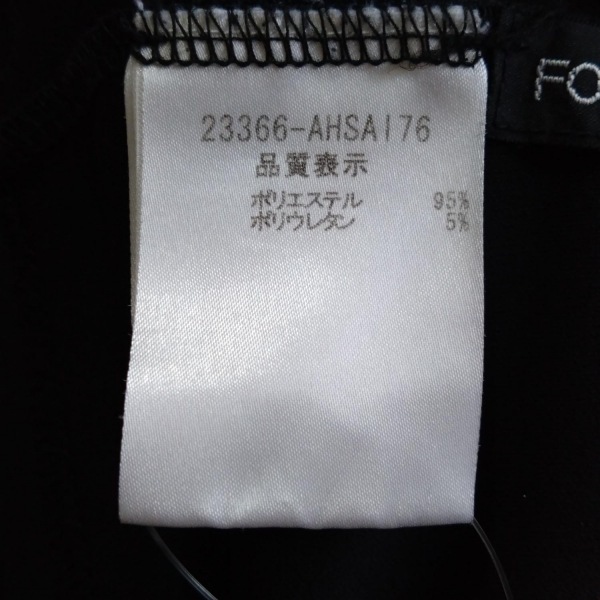 23366-AHSA176
品質表示
ポリエステル 95%
ポリウレタン 5%
FO